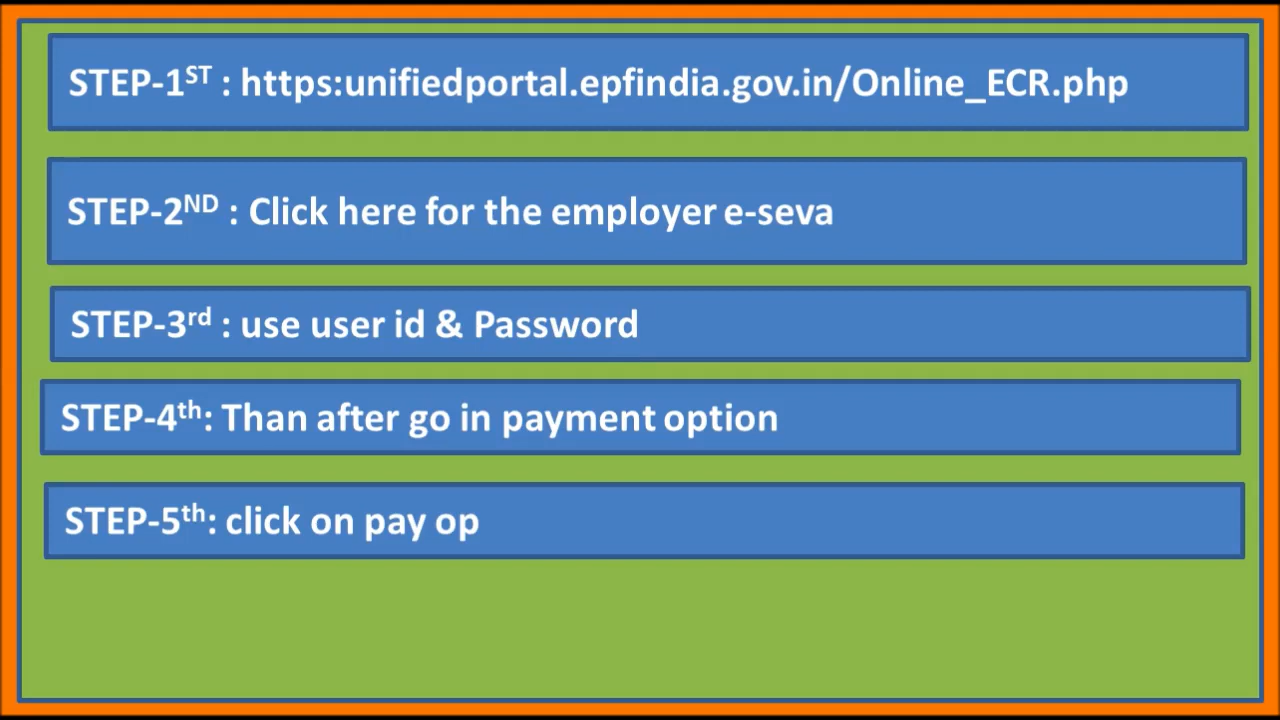 STEP-1ST : https:unifiedportal.epfindia.gov.in/Online_ECR.php
STEP-2ND : Click here for the employer e-seva
STEP-3rd : use user id & Password
STEP-4th: Than after go in payment option
STEP-5th: click on pay op